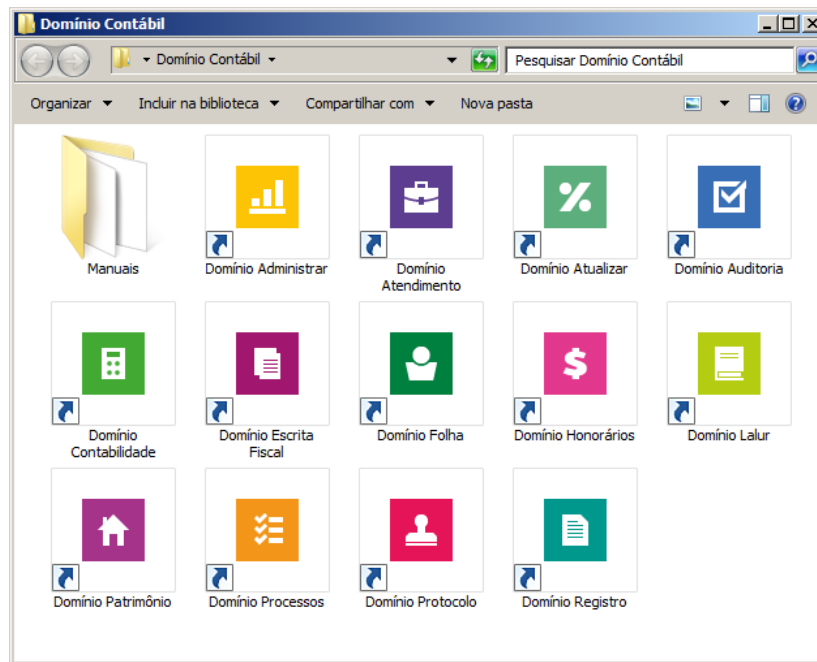 Domínio Contábil
Domínio Contábil
Pesquisar Domínio Contábil
Organizar Incluir na biblioteca Compartilhar com Nova pasta
Manuais
Domínio Administrar
Domínio
Atendimento
Domínio Atualizar
Domínio Auditoria
Domínio
Contabilidade
Domínio Escrita
Fiscal
Domínio Folha
Domínio Honorários
Domínio Lalur
Domínio Patrimônio
Domínio Processos
Domínio Protocolo
Domínio Registro